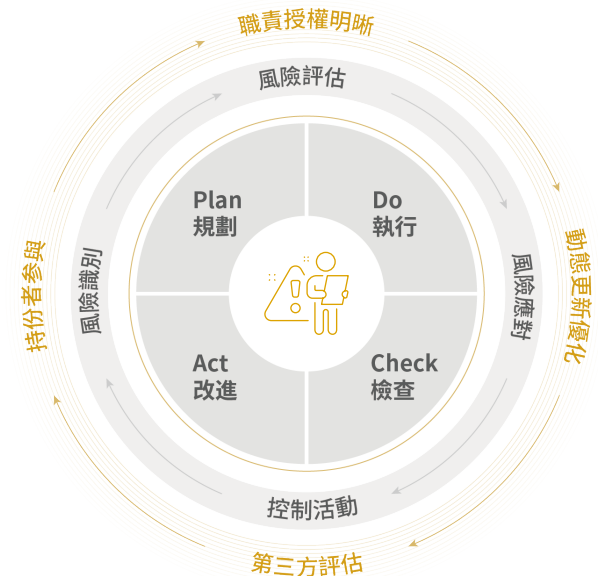 職責授權明晰
風險評估
Plan
規劃
Do
執行
持份者參與
風險識別
風險應對
動態更新優化
Act
改進
Check
檢查
控制活動
第三方評估